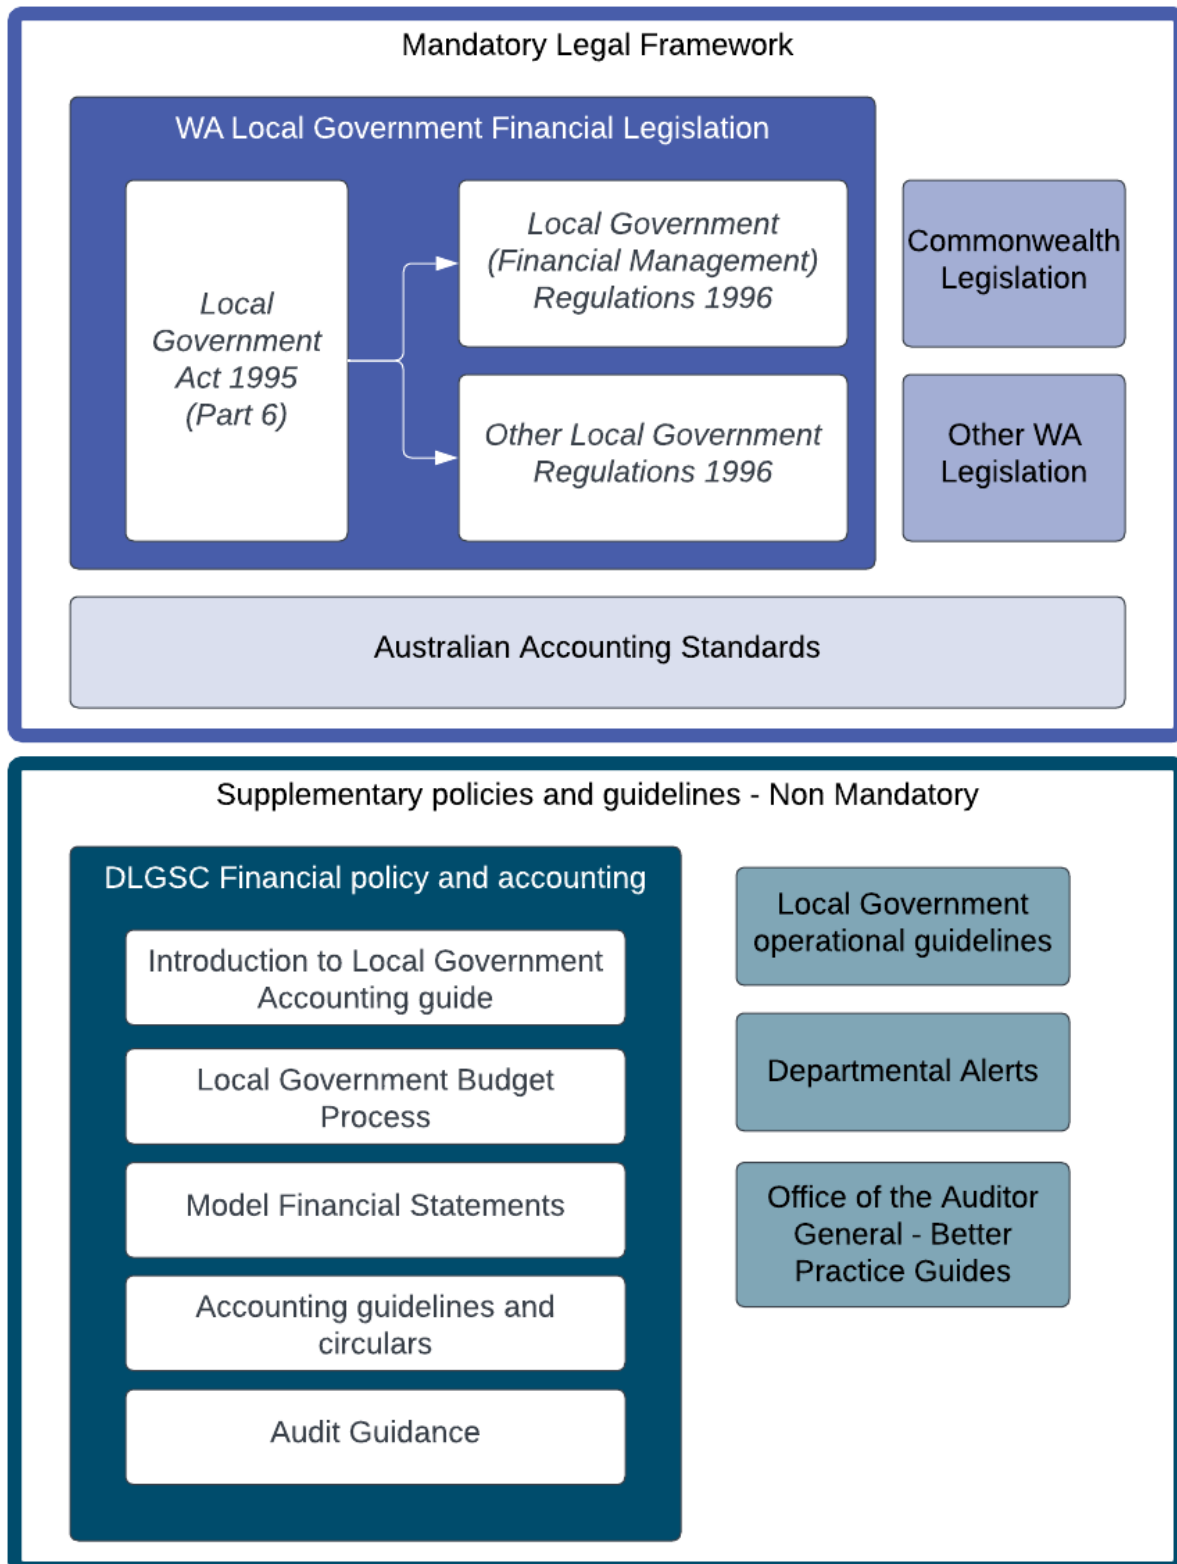 Mandatory Legal Framework
WA Local Government Financial Legislation
Local
Government
Act 1995
(Part 6)
Local Government
(Financial Management)
Regulations 1996
Other Local Government
Regulations 1996
Commonwealth
Legislation
Other WA
Legislation
Australian Accounting Standards
Supplementary policies and guidelines - Non Mandatory
DLGSC Financial policy and accounting
Introduction to Local Government
Accounting guide
Local Government Budget
Process
Model Financial Statements
Accounting guidelines and
circulars
Audit Guidance
Local Government
operational guidelines
Departmental Alerts
Office of the Auditor
General - Better
Practice Guides